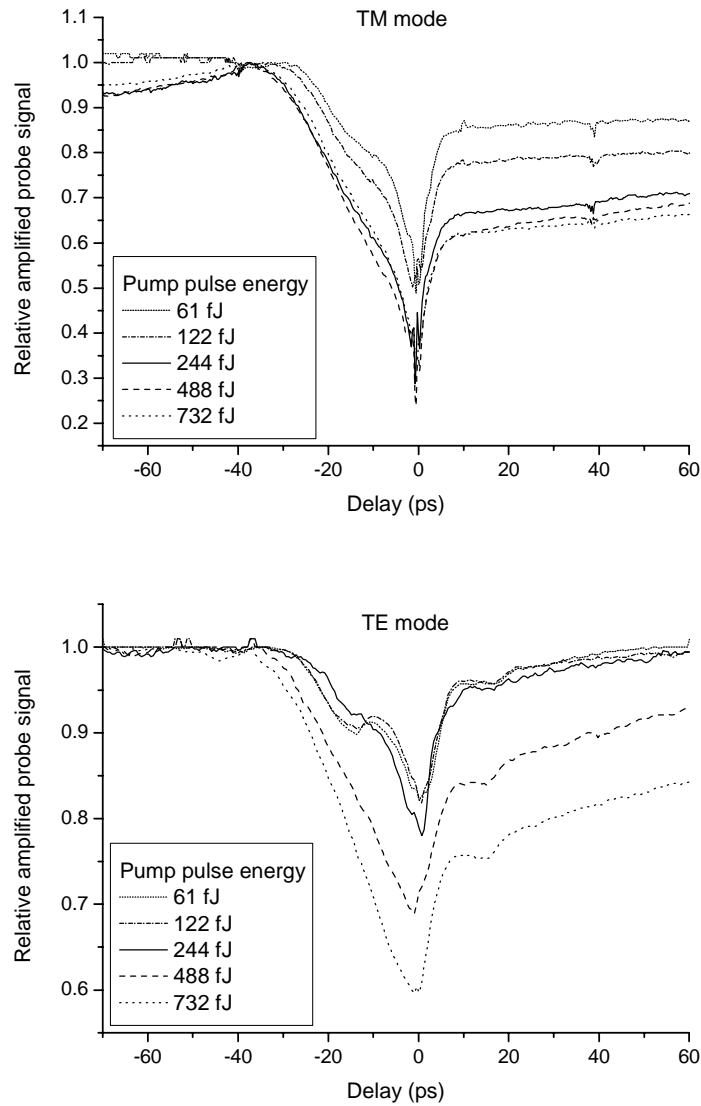 TM mode
1.1
1.0
0.9
0.8
0.7
0.6
0.5
0.4
0.3
0.2
Relative amplified probe signal
Pump pulse energy
61 fJ
122 fJ
244 fJ
488 fJ
732 fJ
-60 -40 -20 0 20 40 60
Delay (ps)
TE mode
1.0
0.9
0.8
0.7
0.6
Relative amplified probe signal
Pump pulse energy
61 fJ
122 fJ
244 fJ
488 fJ
732 fJ
-60 -40 -20 0 20 40 60
Delay (ps)